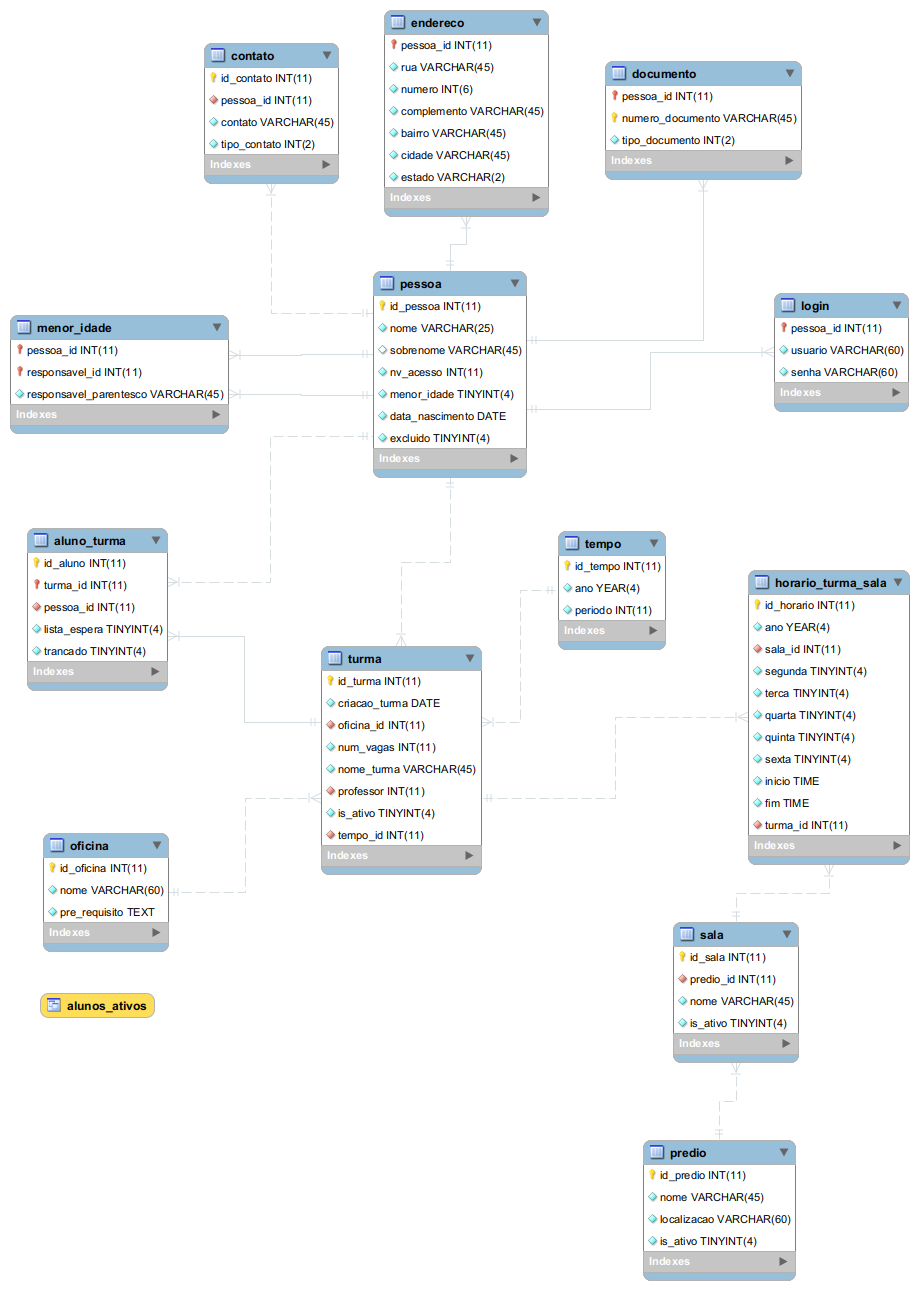 endereco
pessoa_id INT(11)
rua VARCHAR(45)
numero INT(6)
complemento VARCHAR(45)
bairro VARCHAR(45)
cidade VARCHAR(45)
estado VARCHAR(2)
Indexes
contato
id_contato INT(11)
pessoa_id INT(11)
contato VARCHAR(45)
tipo_contato INT(2)
Indexes
documento
pessoa_id INT(11)
numero_documento VARCHAR(45)
tipo_documento INT(2)
Indexes
pessoa
id_pessoa INT(11)
nome VARCHAR(25)
sobrenome VARCHAR(45)
nv_acesso INT(11)
menor_idade TINYINT(4)
data_nascimento DATE
excluido TINYINT(4)
Indexes
login
pessoa_id INT(11)
usuario VARCHAR(60)
senha VARCHAR(60)
Indexes
menor_idade
pessoa_id INT(11)
responsavel_id INT(11)
responsavel_parentesco VARCHAR(45)
Indexes
aluno_turma
id_aluno INT(11)
turma_id INT(11)
pessoa_id INT(11)
lista_espera TINYINT(4)
trancado TINYINT(4)
Indexes
tempo
id_tempo INT(11)
ano YEAR(4)
periodo INT(11)
Indexes
horario_turma_sala
id_horario INT(11)
ano YEAR(4)
sala_id INT(11)
segunda TINYINT(4)
terca TINYINT(4)
quarta TINYINT(4)
quinta TINYINT(4)
sexta TINYINT(4)
inicio TIME
fim TIME
turma_id INT(11)
Indexes
turma
id_turma INT(11)
criacao_turma DATE
oficina_id INT(11)
num_vagas INT(11)
nome_turma VARCHAR(45)
professor INT(11)
is_ativo TINYINT(4)
tempo_id INT(11)
Indexes
oficina
id_oficina INT(11)
nome VARCHAR(60)
pre_requisito TEXT
Indexes
alunos_ativos
sala
id_sala INT(11)
predio_id INT(11)
nome VARCHAR(45)
is_ativo TINYINT(4)
Indexes
predio
id_predio INT(11)
nome VARCHAR(45)
localizacao VARCHAR(60)
is_ativo TINYINT(4)
Indexes